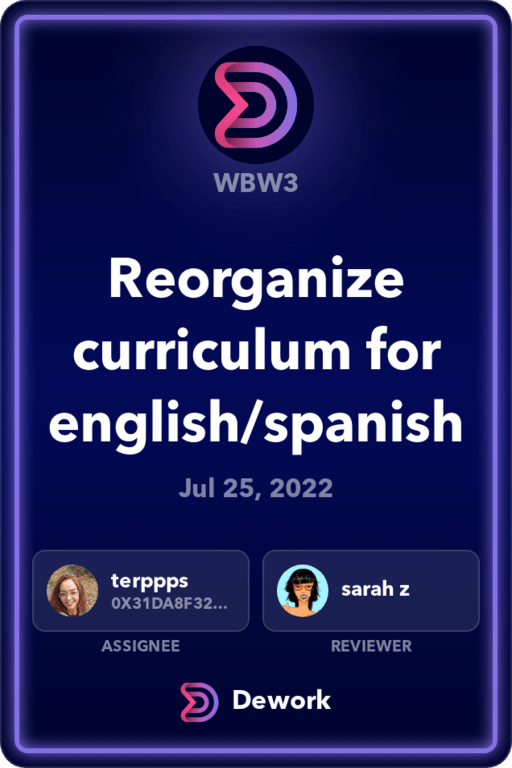 WBW3
Reorganize
curriculum for
english/spanish
Jul 25, 2022
terppps
0X31DA8F32...
sarah z
ASSIGNEE
REVIEWER
Dework